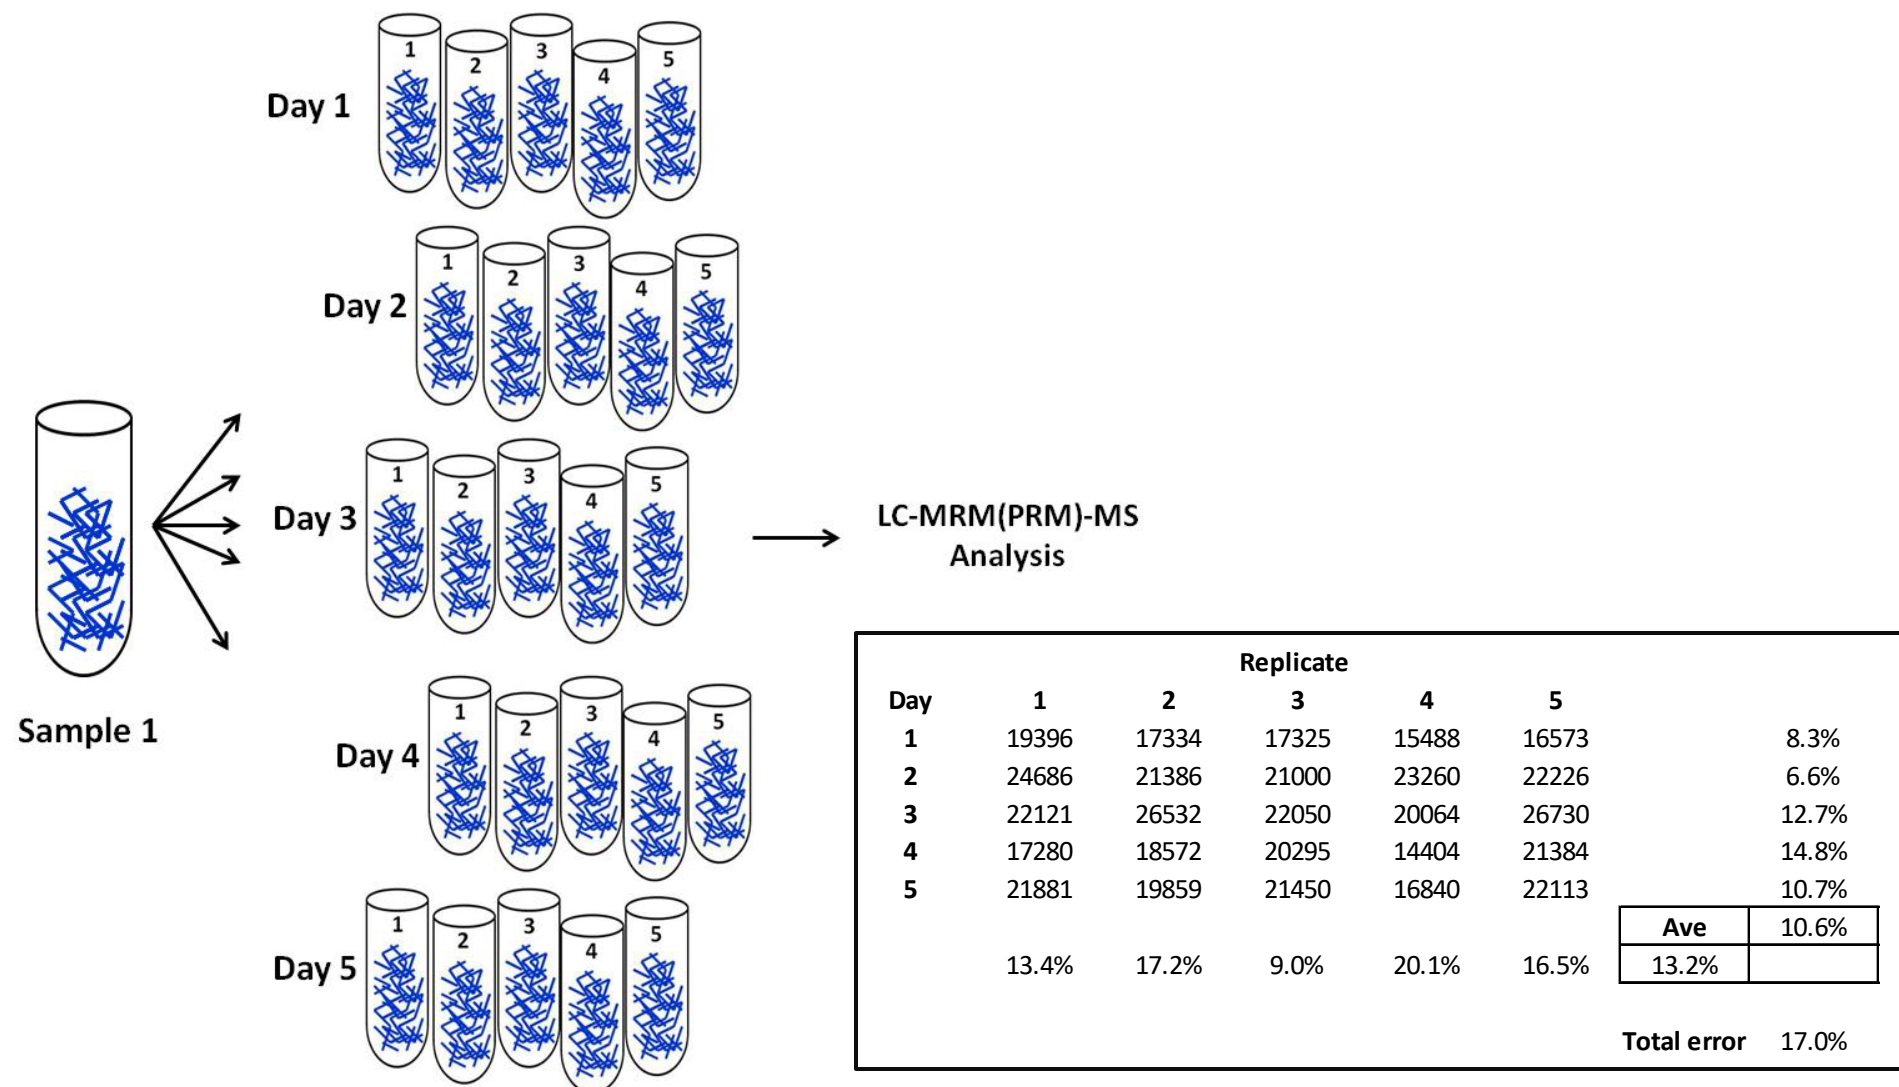 1 2 3 4 5
Day 1
1 2 3 4 5
Day 2
1 2 3 4 5
Day 3
1 2 3 4 5
Day 4
1 2 3 4 5
Day 5
Sample 1
LC-MRM(PRM)-MS
Analysis
Replicate
Day 1 2 3 4 5
1 19396 17334 17325 15488 16573 8.3%
2 24686 21386 21000 23260 22226 6.6%
3 22121 26532 22050 20064 26730 12.7%
4 17280 18572 20295 14404 21384 14.8%
5 21881 19859 21450 16840 22113 10.7%
Ave 10.6%
13.4% 17.2% 9.0% 20.1% 16.5% 13.2%
Total error 17.0%